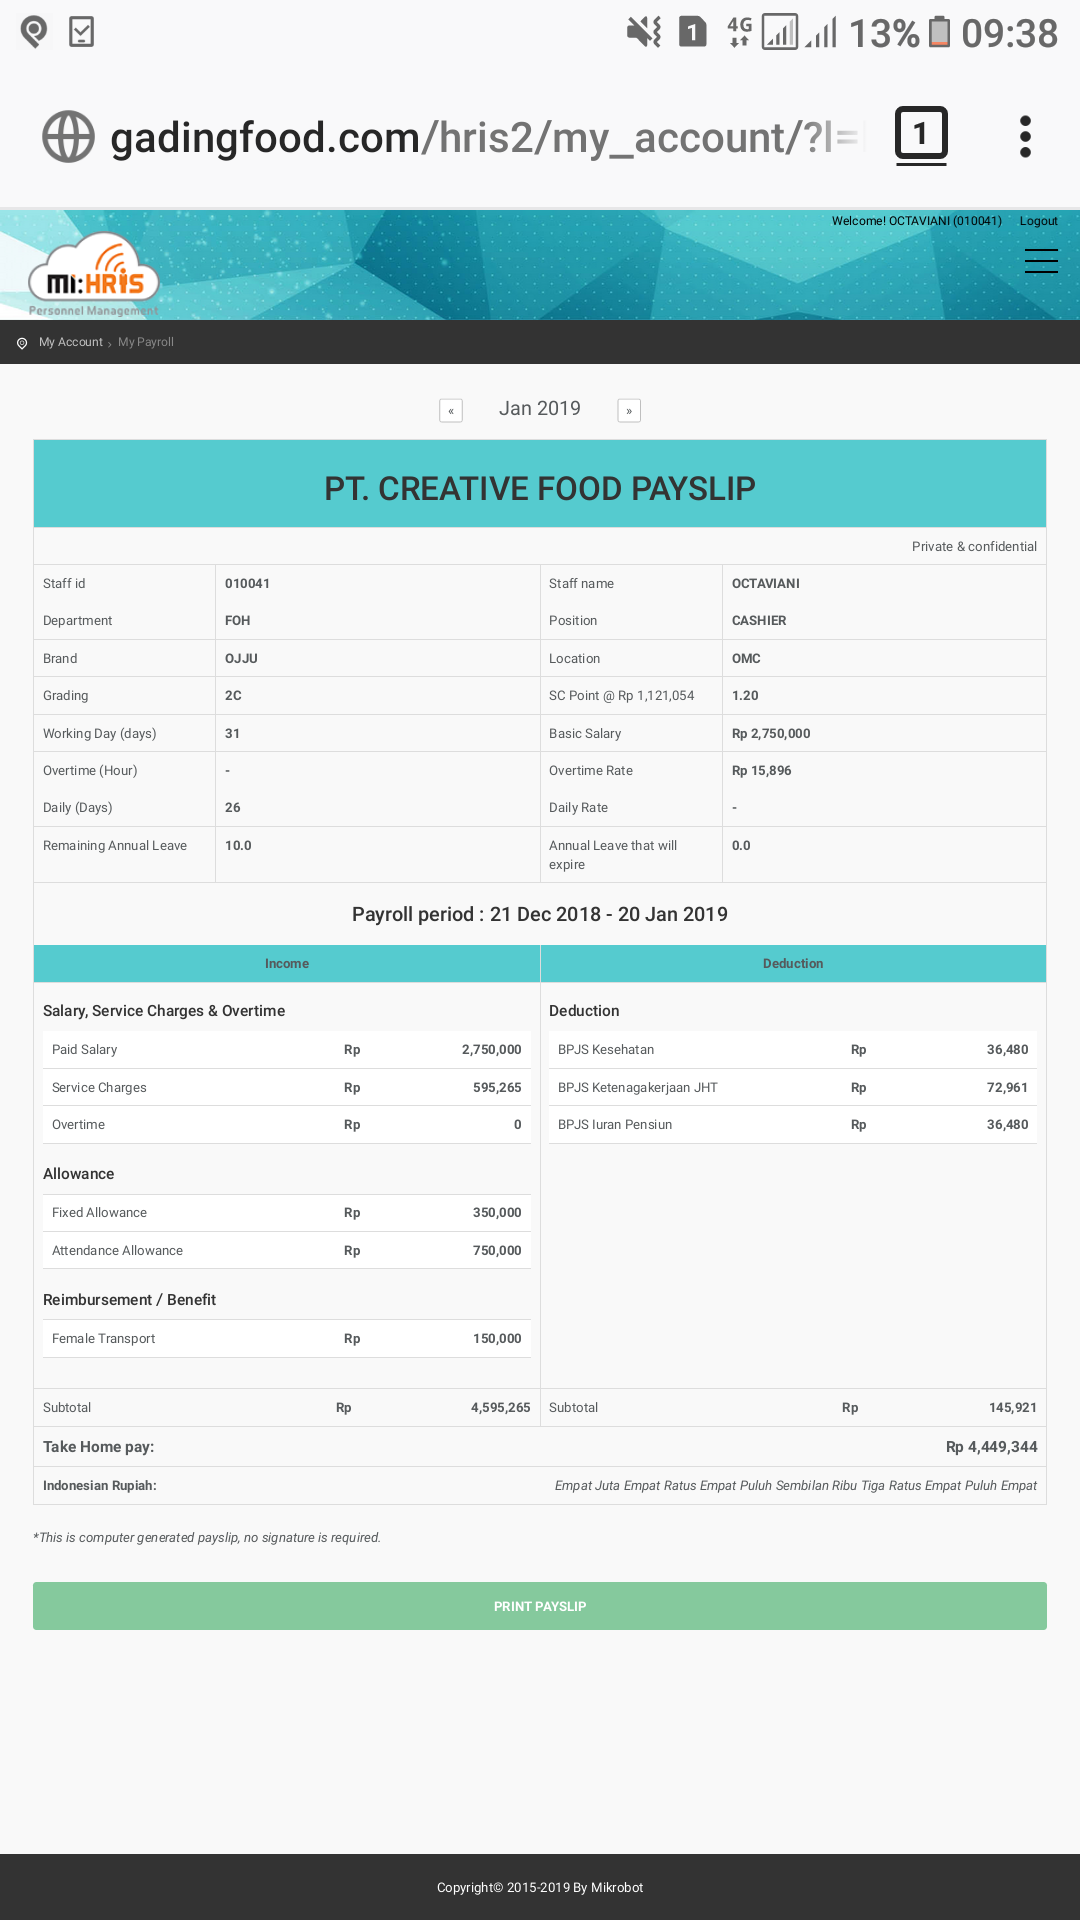 13% 09:38
4G
1
gadingfood.com/hris2/my_account/?l=
1
Welcome! OCTAVIANI (010041) Logout
mi:HRIS
Personnel Management
My Account › My Payroll
« Jan 2019 »
PT. CREATIVE FOOD PAYSLIP
Private & confidential
Staff id 010041 Staff name OCTAVIANI
Department FOH Position CASHIER
Brand OJJU Location OMC
Grading 2C SC Point @ Rp 1,121,054 1.20
Working Day (days) 31 Basic Salary Rp 2,750,000
Overtime (Hour) - Overtime Rate Rp 15,896
Daily (Days) 26 Daily Rate -
Remaining Annual Leave 10.0 Annual Leave that will 0.0
expire
Payroll period : 21 Dec 2018 - 20 Jan 2019
Income Deduction
Salary, Service Charges & Overtime Deduction
Paid Salary Rp 2,750,000 BPJS Kesehatan Rp 36,480
Service Charges Rp 595,265 BPJS Ketenagakerjaan JHT Rp 72,961
Overtime Rp 0 BPJS Iuran Pensiun Rp 36,480
Allowance
Fixed Allowance Rp 350,000
Attendance Allowance Rp 750,000
Reimbursement / Benefit
Female Transport Rp 150,000
Subtotal Rp 4,595,265 Subtotal Rp 145,921
Take Home pay: Rp 4,449,344
Indonesian Rupiah: Empat Juta Empat Ratus Empat Puluh Sembilan Ribu Tiga Ratus Empat Puluh Empat
*This is computer generated payslip, no signature is required.
PRINT PAYSLIP
Copyright© 2015-2019 By Mikrobot